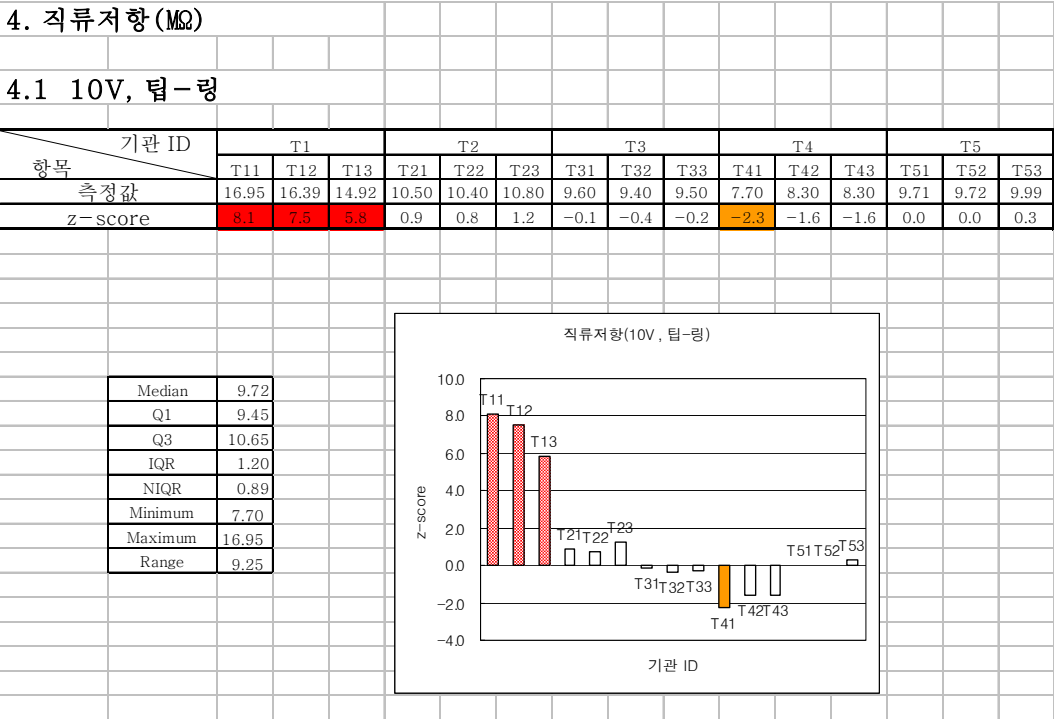 4. 직류저항(㏁)
4.1 10V, 팁-링
기관 ID T1 T2 T3 T4 T5
항목 T11 T12 T13 T21 T22 T23 T31 T32 T33 T41 T42 T43 T51 T52 T53
측정값 16.95 16.39 14.92 10.50 10.40 10.80 9.60 9.40 9.50 7.70 8.30 8.30 9.71 9.72 9.99
z-score 8.1 7.5 5.8 0.9 0.8 1.2 -0.1 -0.4 -0.2 -2.3 -1.6 -1.6 0.0 0.0 0.3
Median 9.72
Q1 9.45
Q3 10.65
IQR 1.20
NIQR 0.89
Minimum 7.70
Maximum 16.95
Range 9.25
직류저항(10V , 팁-링)
10.0
8.0
6.0
4.0
2.0
0.0
-2.0
-4.0
z-score
T11
T12
T13
T21
T22
T23
T31
T32
T33
T41
T42
T43
T51
T52
T53
기관 ID